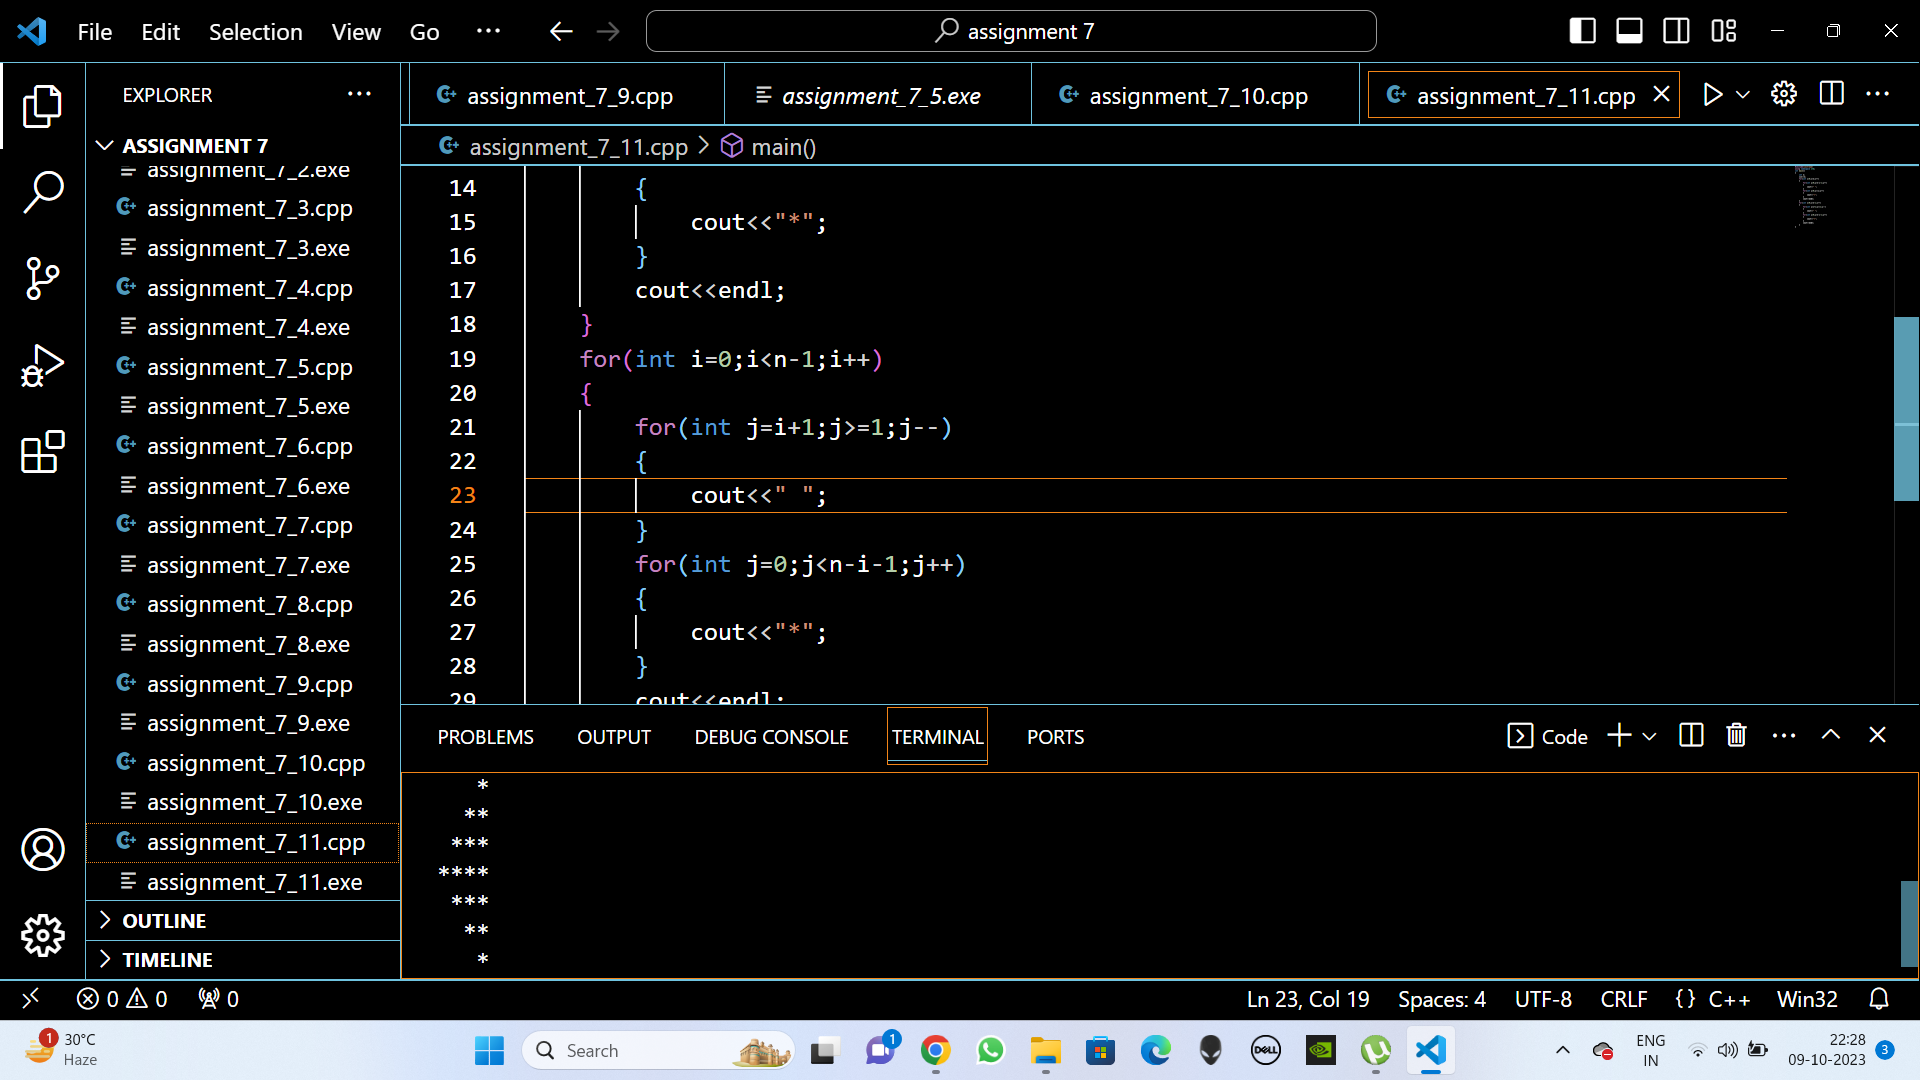 File Edit Selection View Go ··· assignment 7
EXPLORER
ASSIGNMENT 7
assignment_7_2.exe
assignment_7_3.cpp
assignment_7_3.exe
assignment_7_4.cpp
assignment_7_4.exe
assignment_7_5.cpp
assignment_7_5.exe
assignment_7_6.cpp
assignment_7_6.exe
assignment_7_7.cpp
assignment_7_7.exe
assignment_7_8.cpp
assignment_7_8.exe
assignment_7_9.cpp
assignment_7_9.exe
assignment_7_10.cpp
assignment_7_10.exe
assignment_7_11.cpp
assignment_7_11.exe
OUTLINE
TIMELINE
assignment_7_9.cpp assignment_7_5.exe assignment_7_10.cpp assignment_7_11.cpp
assignment_7_11.cpp > main()
14 {
15 cout<<"*";
16 }
17 cout<<endl;
18 }
19 for(int i=0;i<n-1;i++)
20 {
21 for(int j=i+1;j>=1;j--)
22 {
23 cout<<" ";
24 }
25 for(int j=0;j<n-i-1;j++)
26 {
27 cout<<"*";
28 }
29 cout<<endl;
PROBLEMS OUTPUT DEBUG CONSOLE TERMINAL PORTS Code
*
**
***
****
***
**
*
0 0 0 Ln 23, Col 19 Spaces: 4 UTF-8 CRLF {} C++ Win32
1 30°C
Haze
Search
1
DELL
ENG
IN
22:28
09-10-2023
3